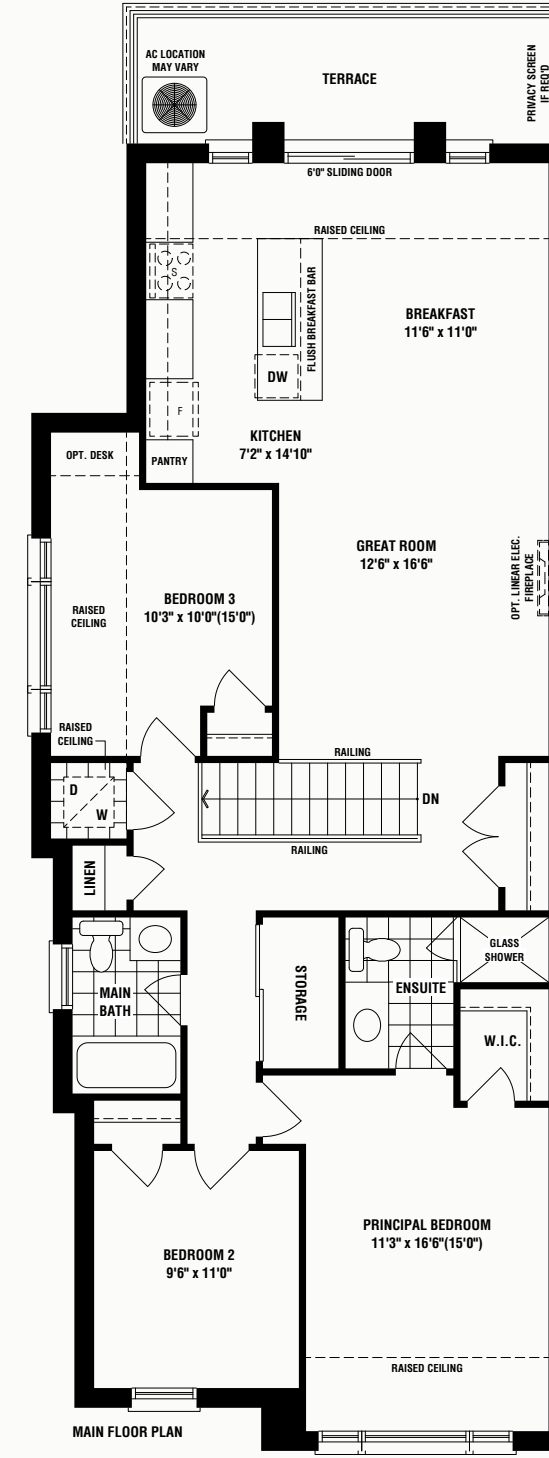 AC LOCATION
MAY VARY
TERRACE
PRIVACY SCREEN
IF REQ'D
6'0" SLIDING DOOR
RAISED CEILING
S
FLUSH BREAKFAST BAR
BREAKFAST
11'6" x 11'0"
DW
F
KITCHEN
7'2" x 14'10"
OPT. DESK
PANTRY
GREAT ROOM
12'6" x 16'6"
OPT. LINEAR ELEC.
FIREPLACE
BEDROOM 3
10'3" x 10'0"(15'0")
RAISED
CEILING
RAISED
CEILING
RAILING
D
W
DN
RAILING
LINEN
GLASS
SHOWER
STORAGE
ENSUITE
MAIN
BATH
W.I.C.
PRINCIPAL BEDROOM
11'3" x 16'6"(15'0")
BEDROOM 2
9'6" x 11'0"
RAISED CEILING
MAIN FLOOR PLAN